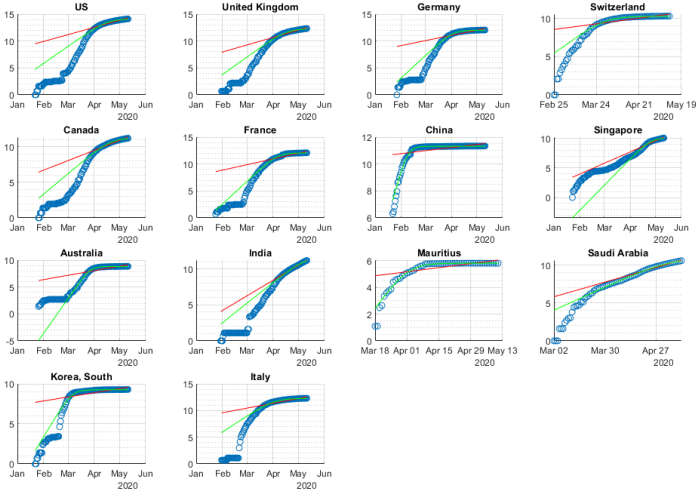 US
15
10
5
0
Jan Feb Mar Apr May Jun
2020
United Kingdom
15
10
5
0
Jan Feb Mar Apr May Jun
2020
Germany
15
10
5
0
Jan Feb Mar Apr May Jun
2020
Switzerland
10
5
0
Feb 25 Mar 24 Apr 21 May 19
2020
Canada
10
5
0
Jan Feb Mar Apr May Jun
2020
France
15
10
5
0
Jan Feb Mar Apr May Jun
2020
China
12
10
8
6
Jan Feb Mar Apr May Jun
2020
Singapore
10
5
0
Jan Feb Mar Apr May Jun
2020
Australia
10
5
0
-5
Jan Feb Mar Apr May Jun
2020
India
10
5
0
Jan Feb Mar Apr May Jun
2020
Mauritius
6
4
2
0
Mar 18 Apr 01 Apr 15 Apr 29 May 13
2020
Saudi Arabia
10
5
0
Mar 02 Mar 30 Apr 27
2020
Korea, South
10
5
0
Jan Feb Mar Apr May Jun
2020
Italy
15
10
5
0
Jan Feb Mar Apr May Jun
2020